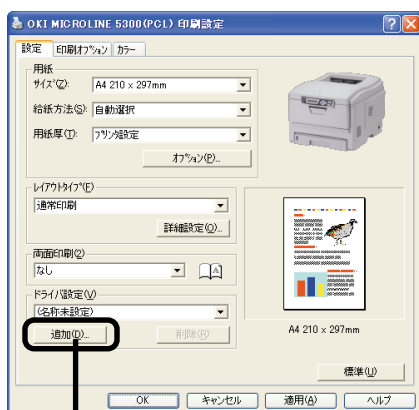 OKI MICROLINE 5300(PCL) 印刷設定
設定 印刷オプション カラー
用紙
サイズ(Z): A4 210 x 297mm
給紙方法(S): 自動選択
用紙厚(T): プリンタ設定
オプション(P)...
レイアウトタイプ(F)
通常印刷
詳細設定(O)...
両面印刷(2)
なし
ドライバ設定(V)
(名称未設定)
追加(D)... 削除(R)
A4 210 x 297mm
標準(U)
OK キャンセル 適用(A) ヘルプ